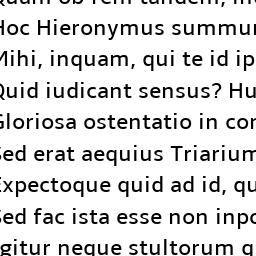 Quam ob rem tandem, in
Hoc Hieronymus summu
Mihi, inquam, qui te id ip
Quid iudicant sensus? Hu
Gloriosa ostentatio in con
Sed erat aequius Triarium
Expectoque quid ad id, qu
Sed fac ista esse non inpo
Igitur neque stultorum q